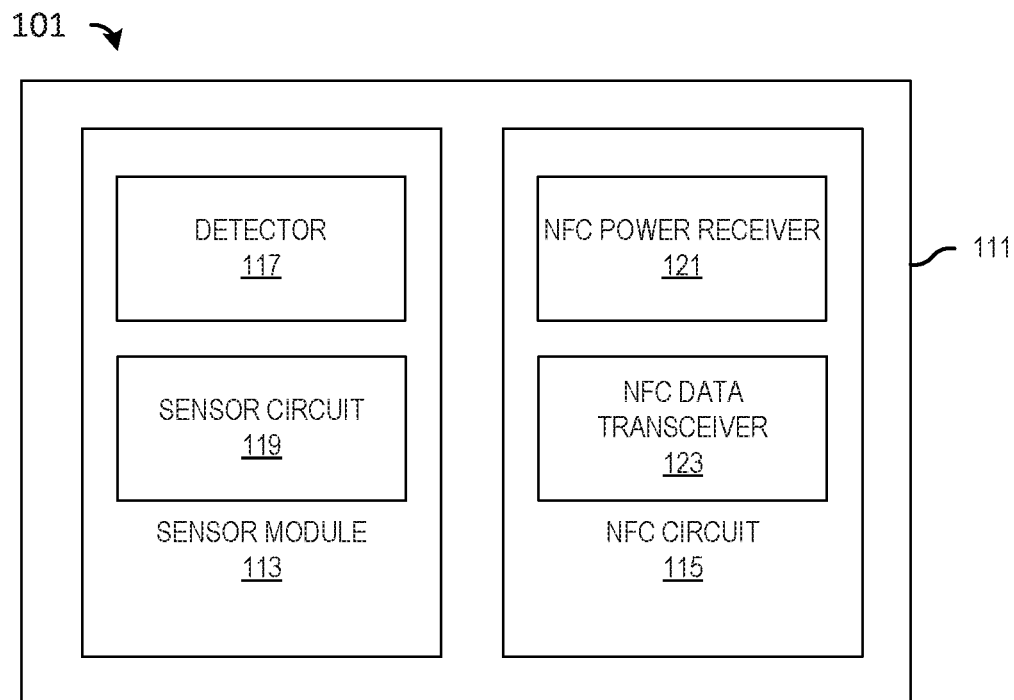 101
DETECTOR
117
SENSOR CIRCUIT
119
SENSOR MODULE
113
NFC POWER RECEIVER
121
NFC DATA
TRANSCEIVER
123
NFC CIRCUIT
115
111